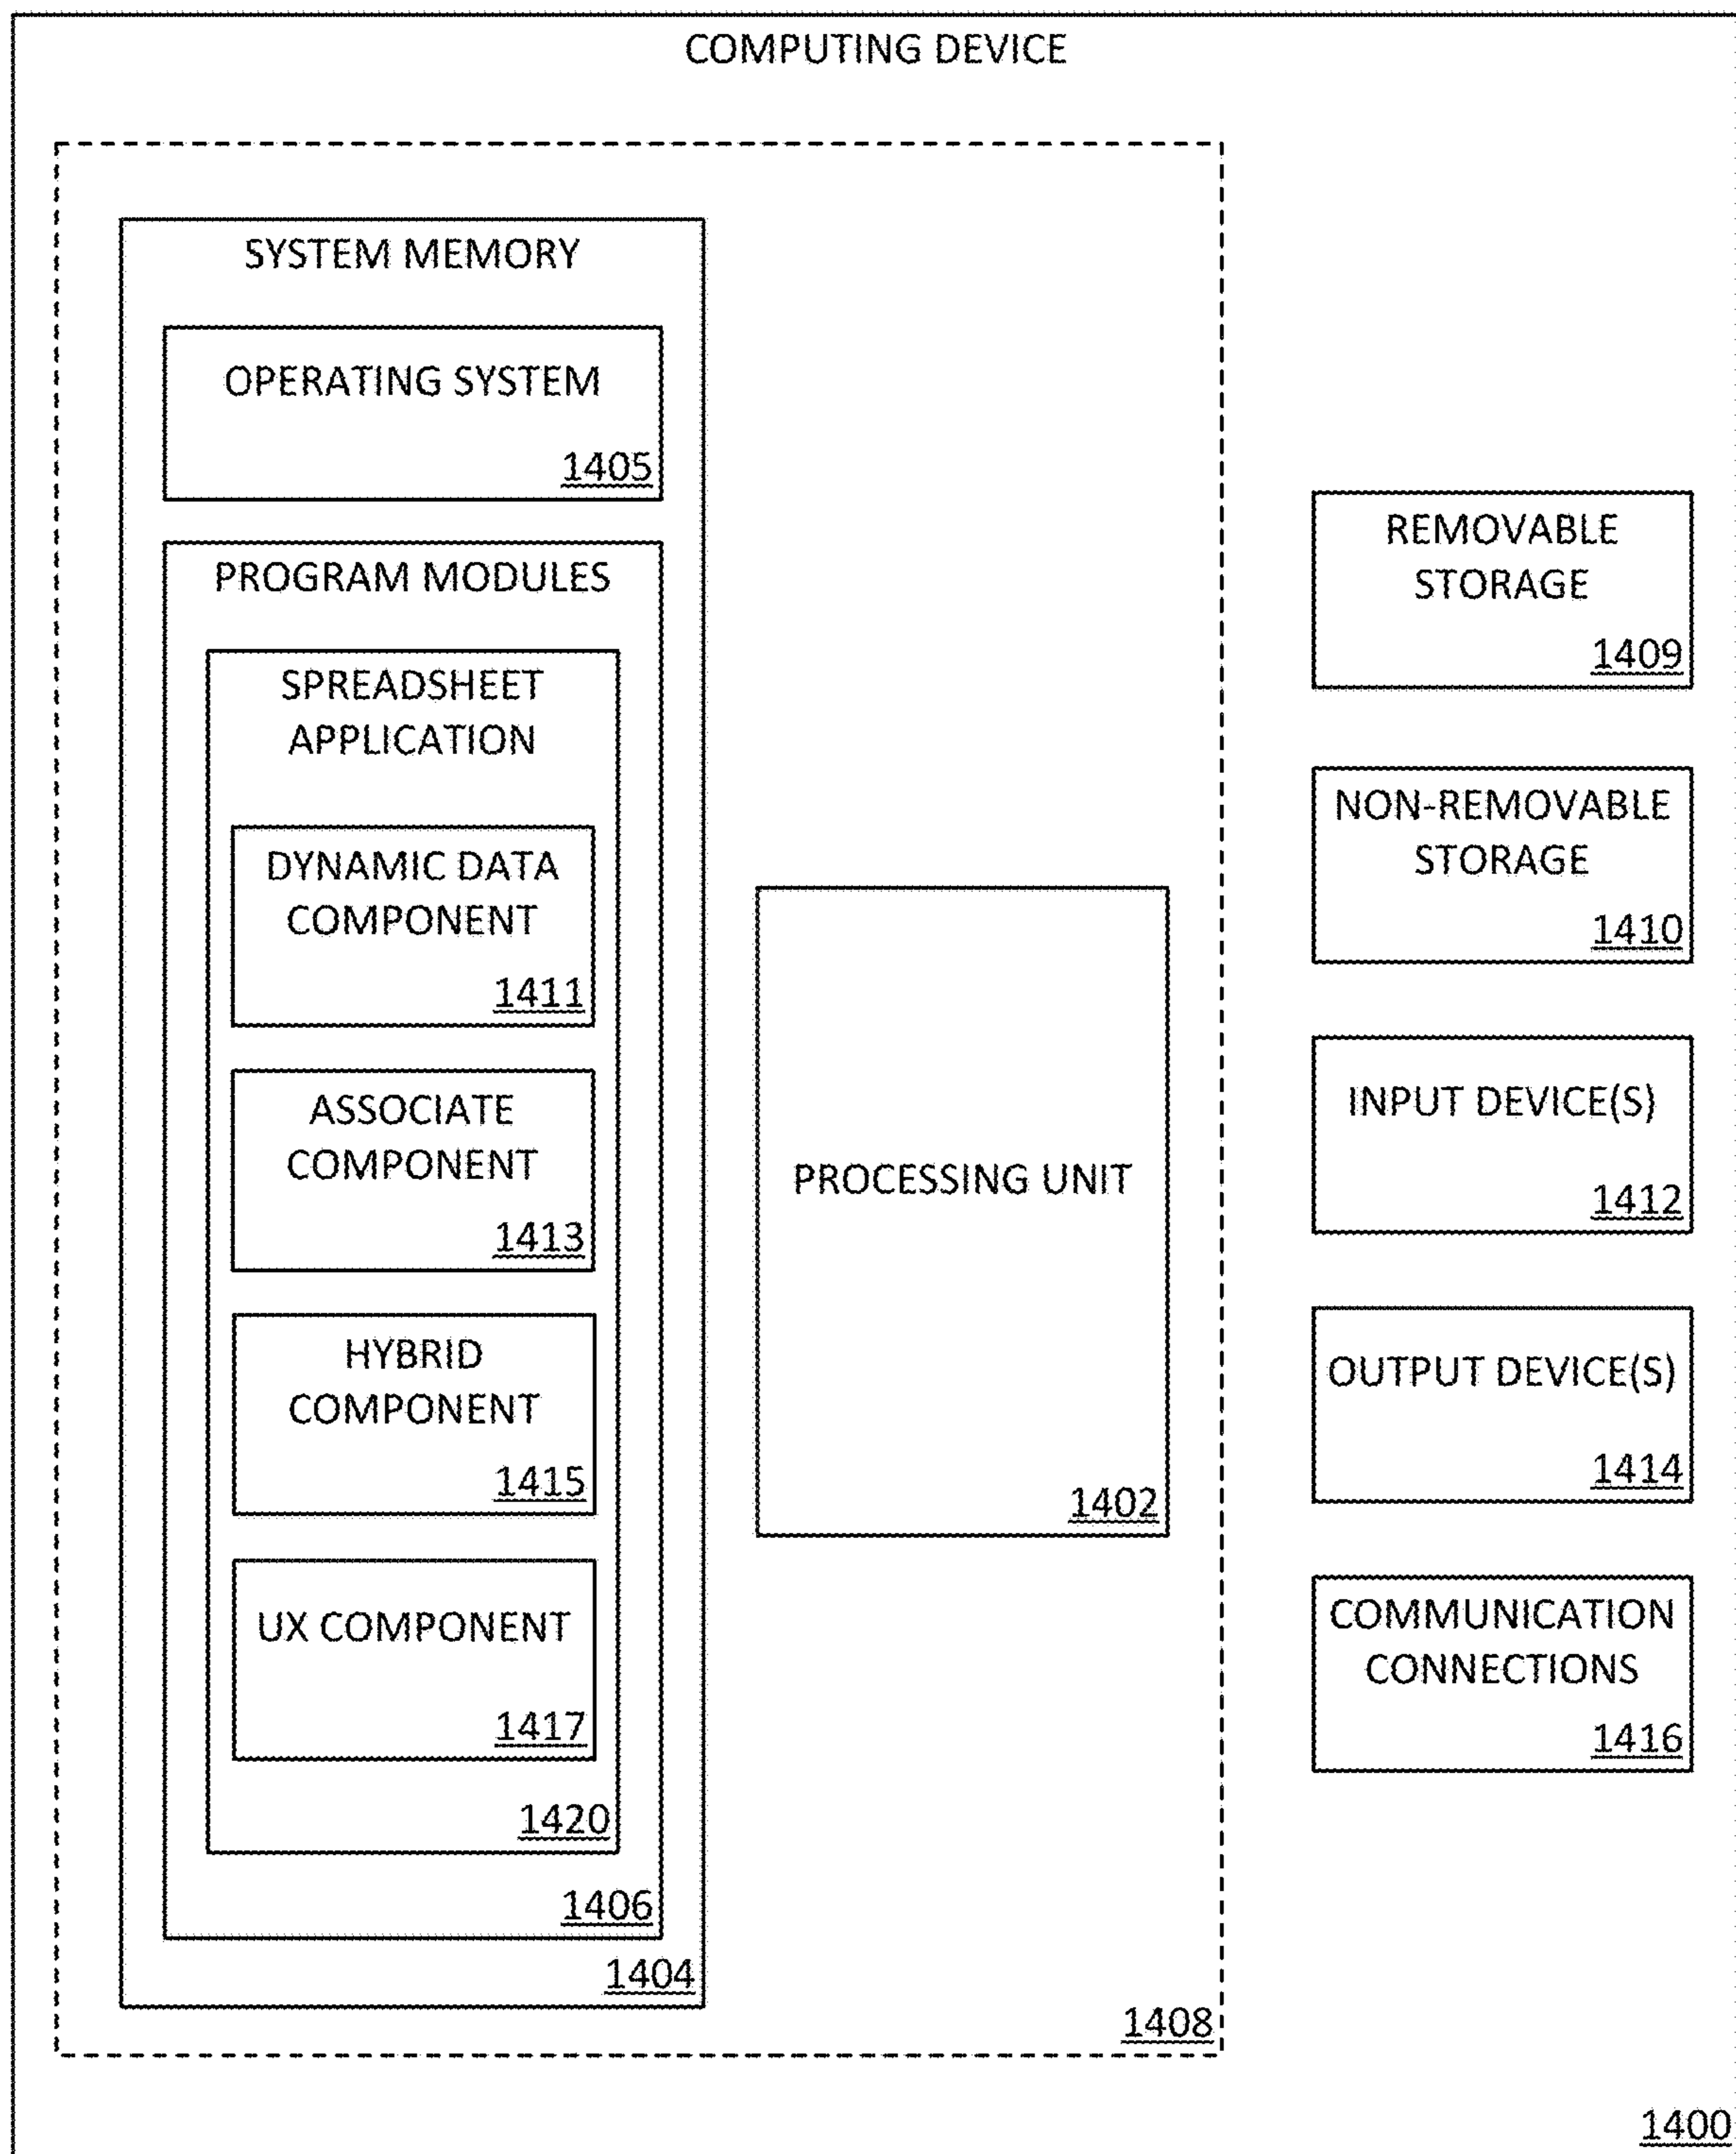 COMPUTING DEVICE
SYSTEM MEMORY
OPERATING SYSTEM
1405
PROGRAM MODULES
SPREADSHEET
APPLICATION
DYNAMIC DATA
COMPONENT
1411
ASSOCIATE
COMPONENT
1413
HYBRID
COMPONENT
1415
UX COMPONENT
1417
1420
1406
1404
PROCESSING UNIT
1402
1408
REMOVABLE
STORAGE
1409
NON-REMOVABLE
STORAGE
1410
INPUT DEVICE(S)
1412
OUTPUT DEVICE(S)
1414
COMMUNICATION
CONNECTIONS
1416
1400